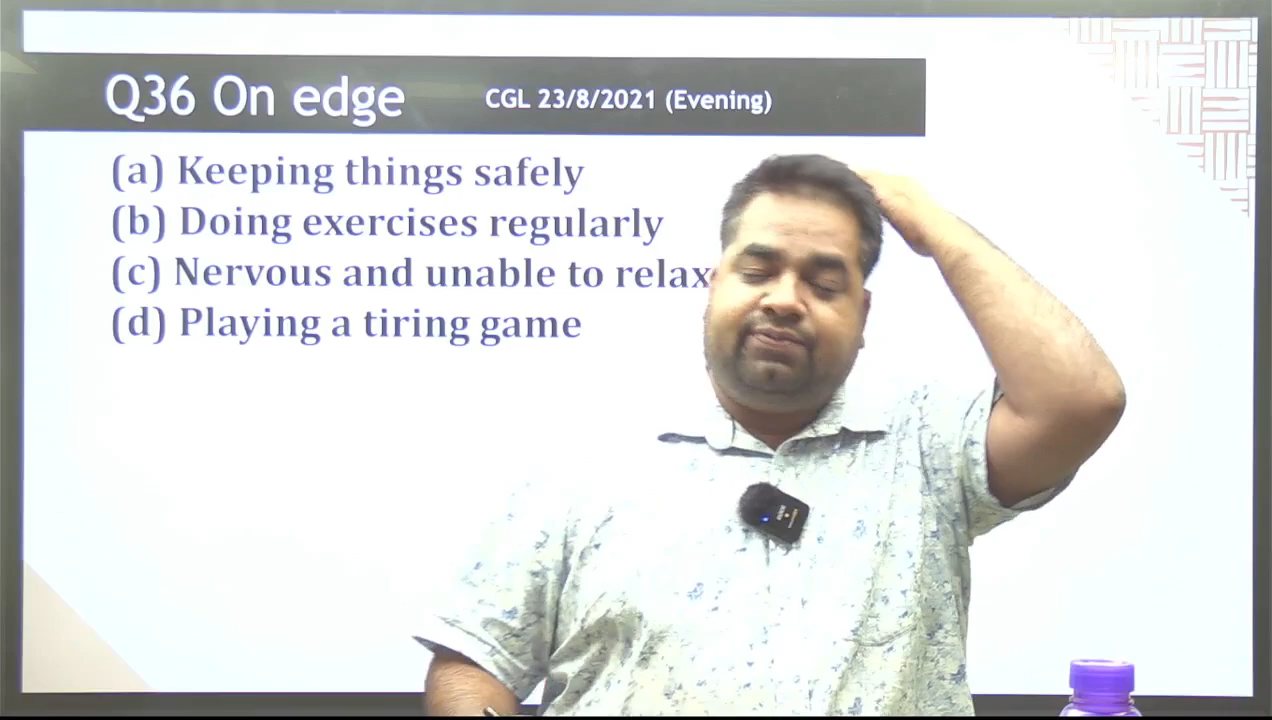 Q36 On edge CGL 23/8/2021 (Evening)
(a) Keeping things safely
(b) Doing exercises regularly
(c) Nervous and unable to relax
(d) Playing a tiring game